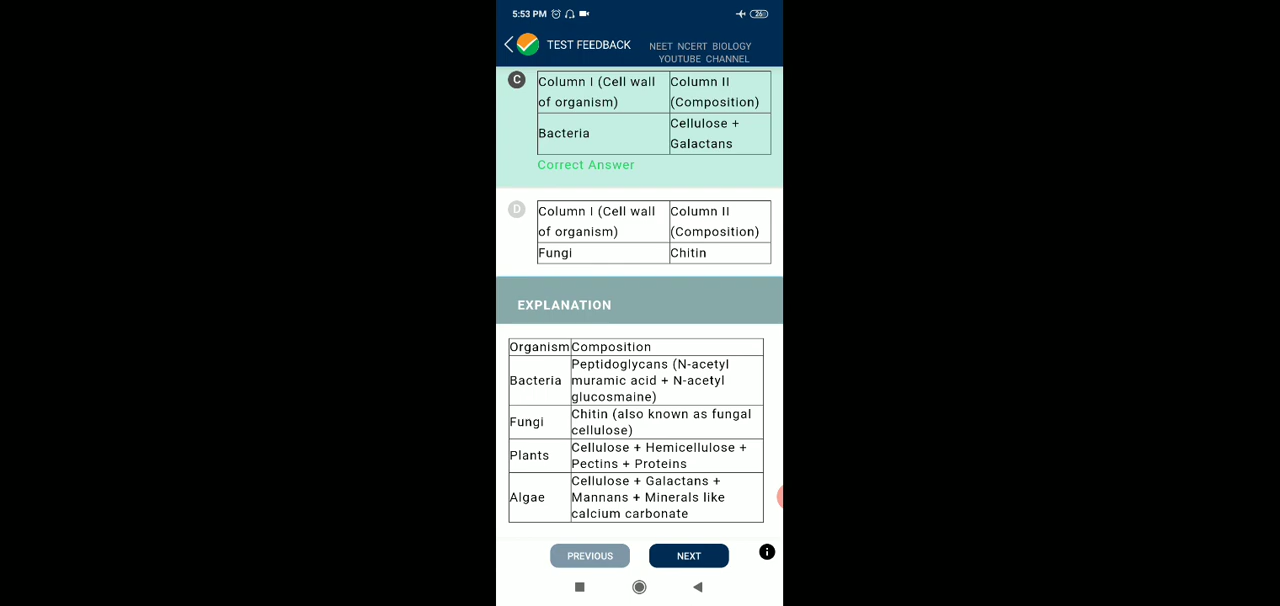 5:53 PM 26
TEST FEEDBACK NEET NCERT BIOLOGY
YOUTUBE CHANNEL
C
Column I (Cell wall Column II
of organism) (Composition)
Bacteria Cellulose +
Galactans
Correct Answer
D
Column I (Cell wall Column II
of organism) (Composition)
Fungi Chitin
EXPLANATION
Organism Composition
Bacteria Peptidoglycans (N-acetyl
muramic acid + N-acetyl
glucosmaine)
Fungi Chitin (also known as fungal
cellulose)
Plants Cellulose + Hemicellulose +
Pectins + Proteins
Algae Cellulose + Galactans +
Mannans + Minerals like
calcium carbonate
PREVIOUS NEXT i